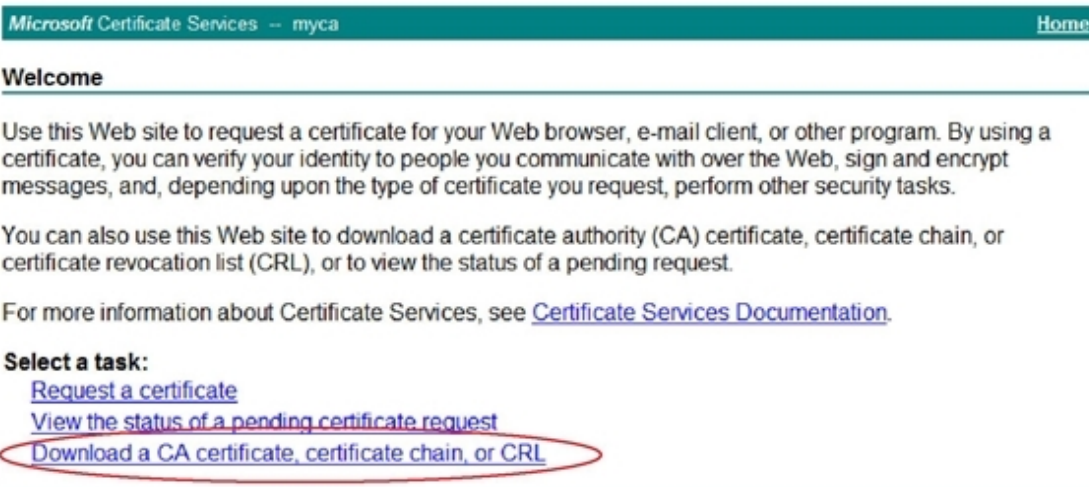 Microsoft Certificate Services -- myca Home
Welcome
Use this Web site to request a certificate for your Web browser, e-mail client, or other program. By using a
certificate, you can verify your identity to people you communicate with over the Web, sign and encrypt
messages, and, depending upon the type of certificate you request, perform other security tasks.
You can also use this Web site to download a certificate authority (CA) certificate, certificate chain, or
certificate revocation list (CRL), or to view the status of a pending request.
For more information about Certificate Services, see Certificate Services Documentation.
Select a task:
Request a certificate
View the status of a pending certificate request
Download a CA certificate, certificate chain, or CRL